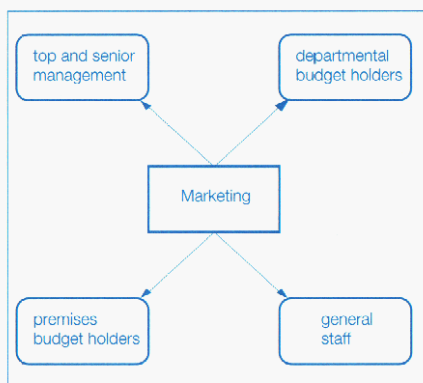 top and senior
management
departmental
budget holders
Marketing
premises
budget holders
general
staff